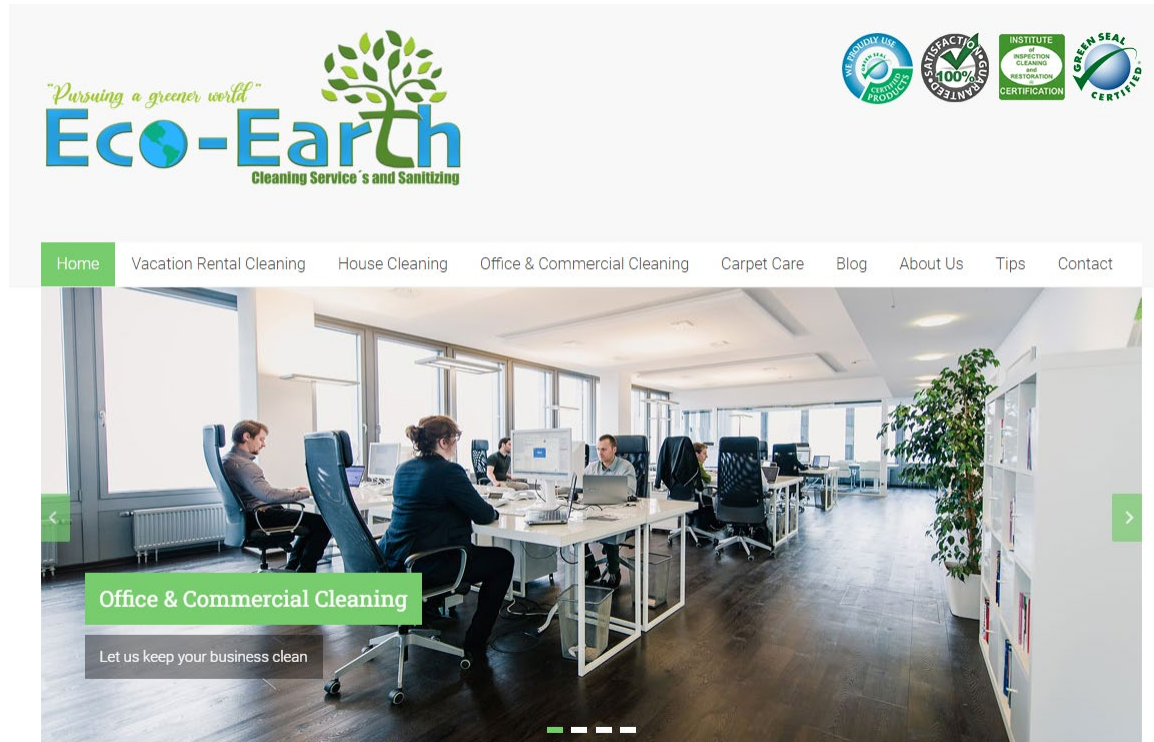 "Pursuing a greener world"
Eco-Earth
Cleaning Service´s and Sanitizing
WE PROUDLY USE
GREEN SEAL
CERTIFIED
PRODUCTS
SATISFACTION
100%
GUARANTEED
INSTITUTE
of
INSPECTION
CLEANING
and
RESTORATION
CERTIFICATION
GREEN SEAL
CERTIFIED
Home Vacation Rental Cleaning House Cleaning Office & Commercial Cleaning Carpet Care Blog About Us Tips Contact
Office & Commercial Cleaning
Let us keep your business clean